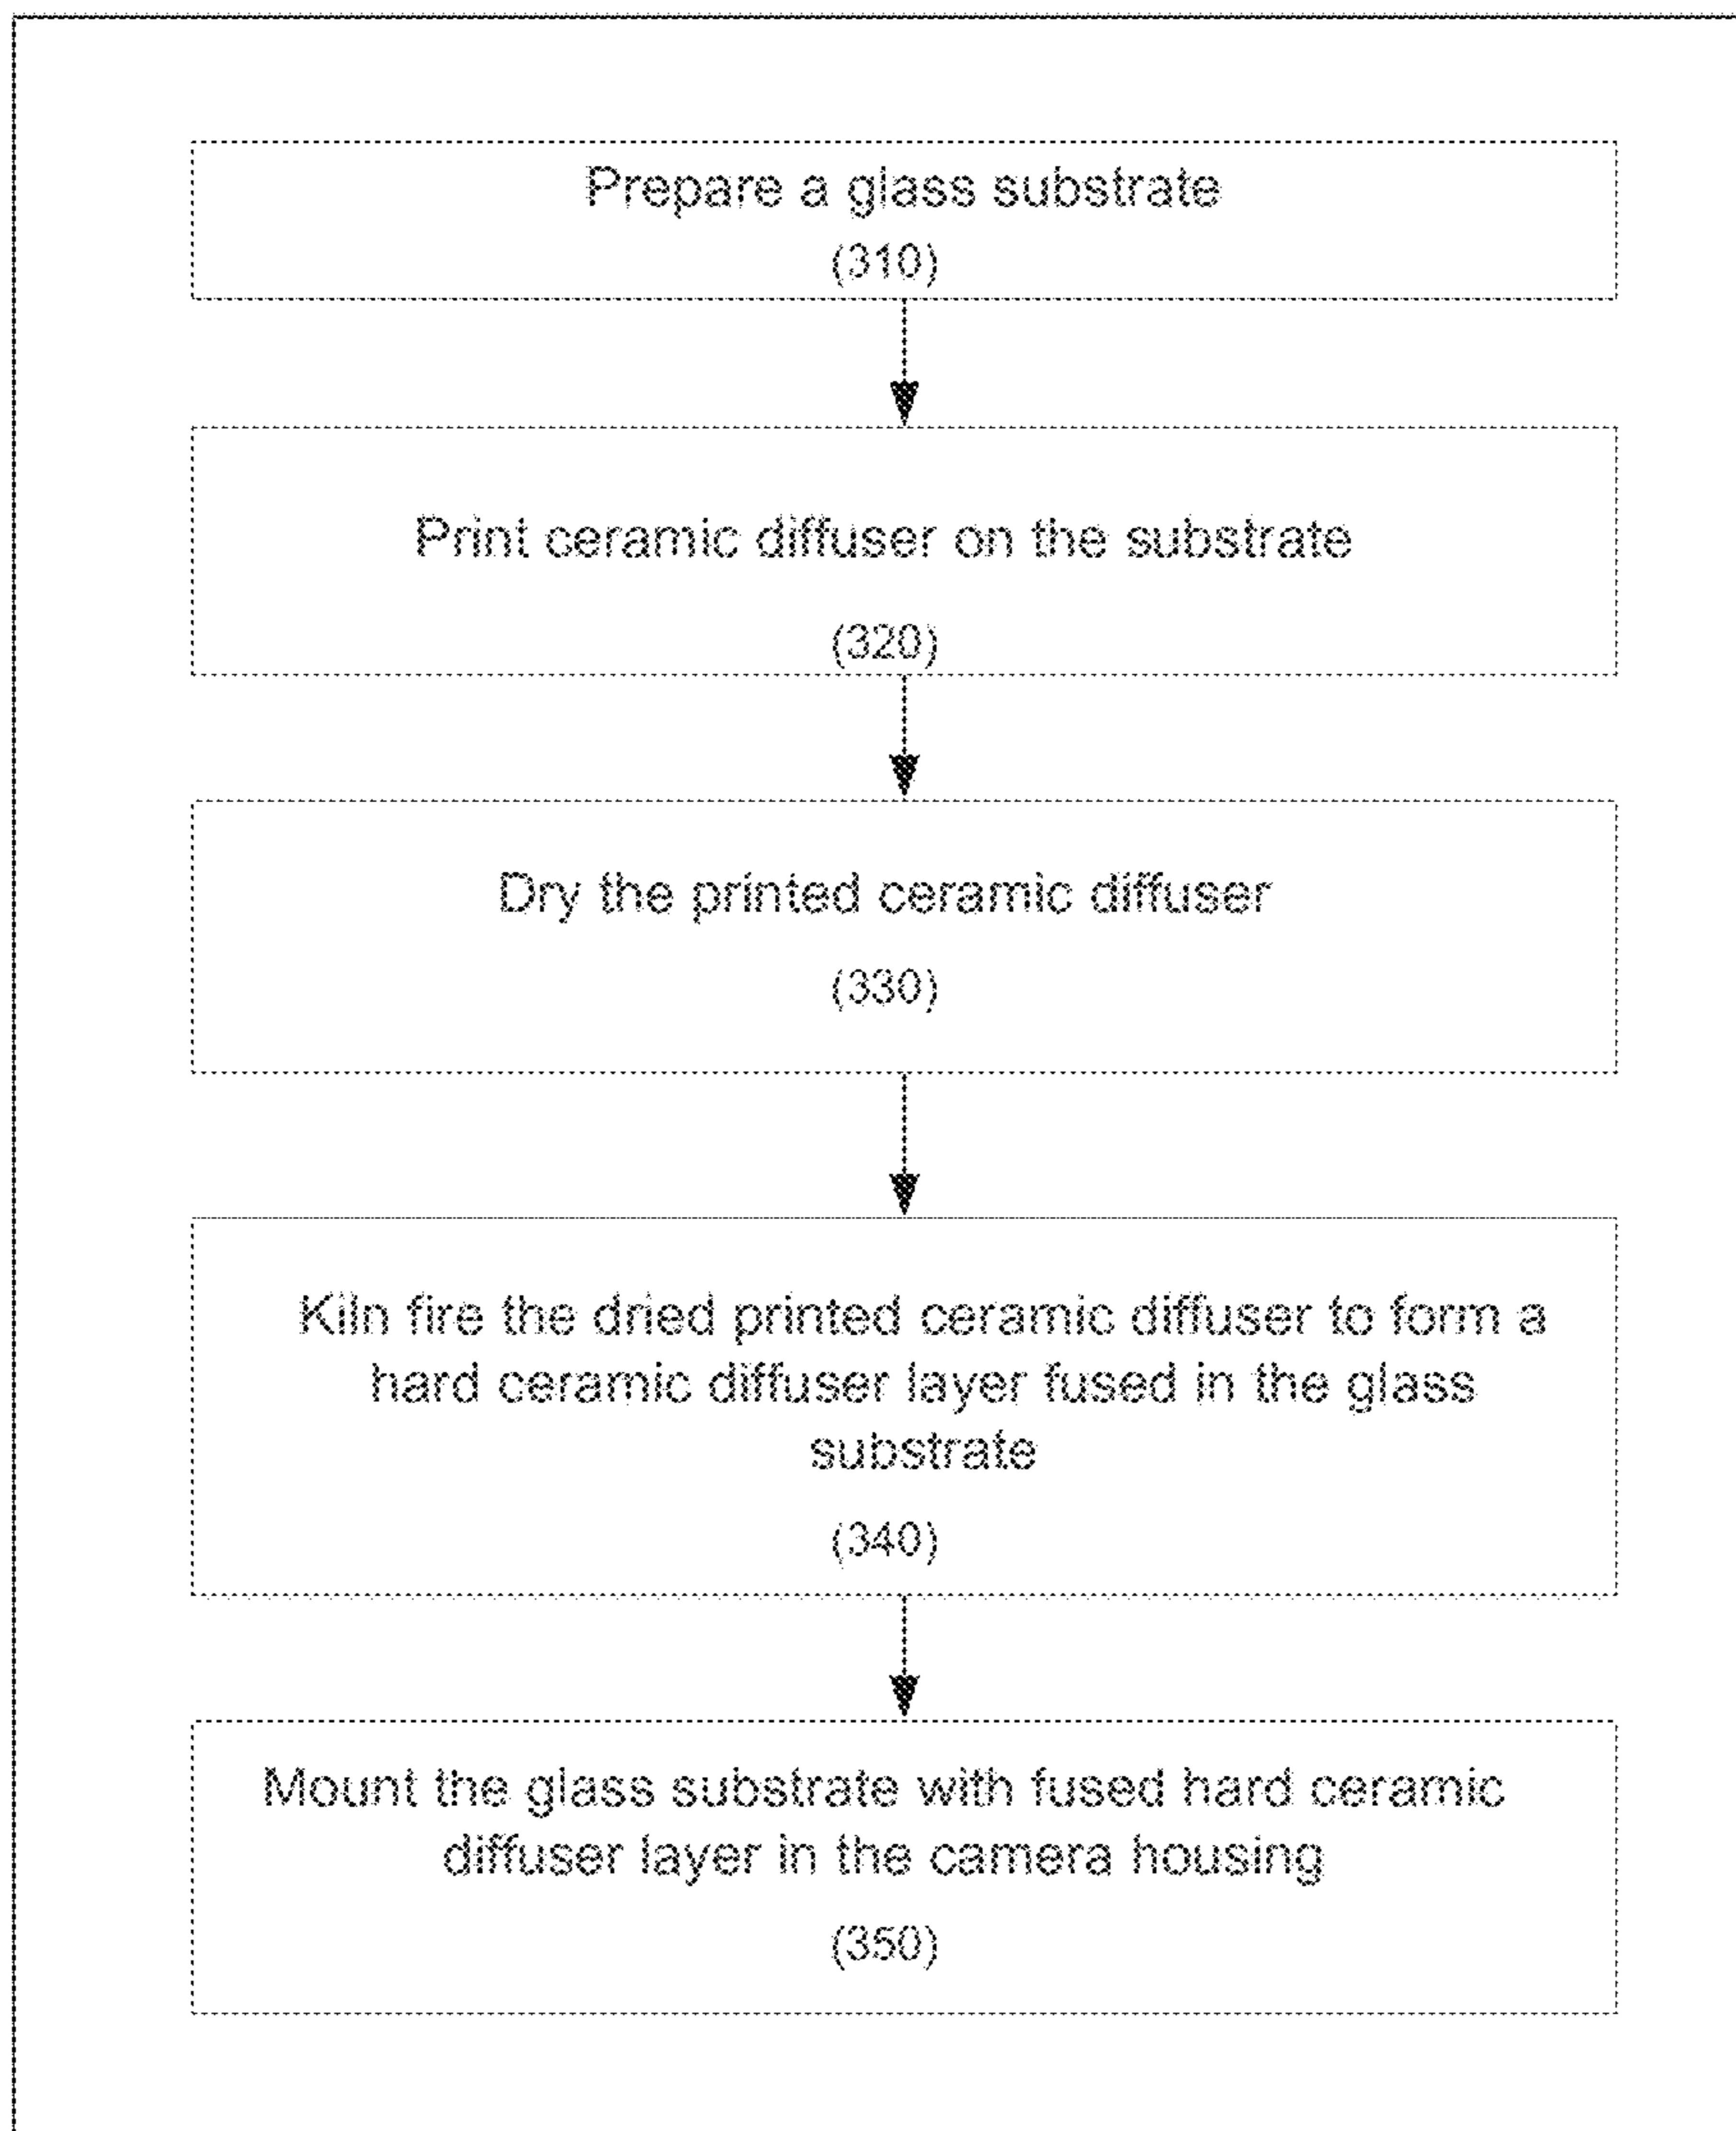 Prepare a glass substrate
(310)
Print ceramic diffuser on the substrate
(320)
Dry the printed ceramic diffuser
(330)
Kiln fire the dried printed ceramic diffuser to form a
hard ceramic diffuser layer fused in the glass
substrate
(340)
Mount the glass substrate with fused hard ceramic
diffuser layer in the camera housing
(350)